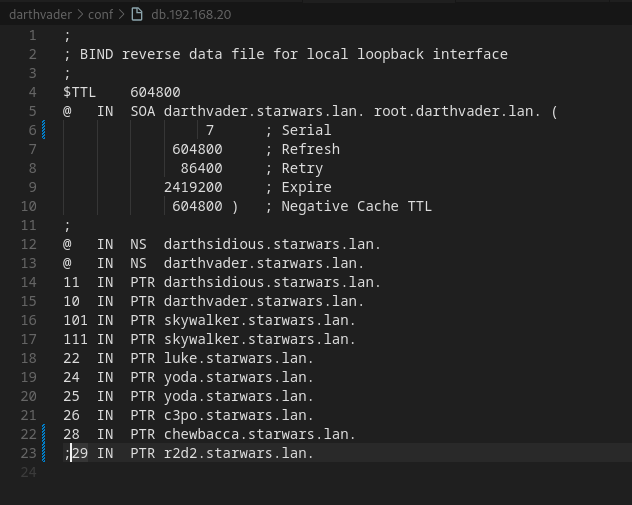 darthvader > conf > db.192.168.20
1 ;
2 ; BIND reverse data file for local loopback interface
3 ;
4 $TTL    604800
5 @   IN  SOA darthvader.starwars.lan. root.darthvader.lan. (
6                  7      ; Serial
7             604800     ; Refresh
8              86400     ; Retry
9            2419200     ; Expire
10            604800 )   ; Negative Cache TTL
11 ;
12 @   IN  NS  darthsidious.starwars.lan.
13 @   IN  NS  darthvader.starwars.lan.
14 11  IN  PTR darthsidious.starwars.lan.
15 10  IN  PTR darthvader.starwars.lan.
16 101 IN  PTR skywalker.starwars.lan.
17 111 IN  PTR skywalker.starwars.lan.
18 22  IN  PTR luke.starwars.lan.
19 24  IN  PTR yoda.starwars.lan.
20 25  IN  PTR yoda.starwars.lan.
21 26  IN  PTR c3po.starwars.lan.
22 28  IN  PTR chewbacca.starwars.lan.
23 ;29 IN  PTR r2d2.starwars.lan.
24